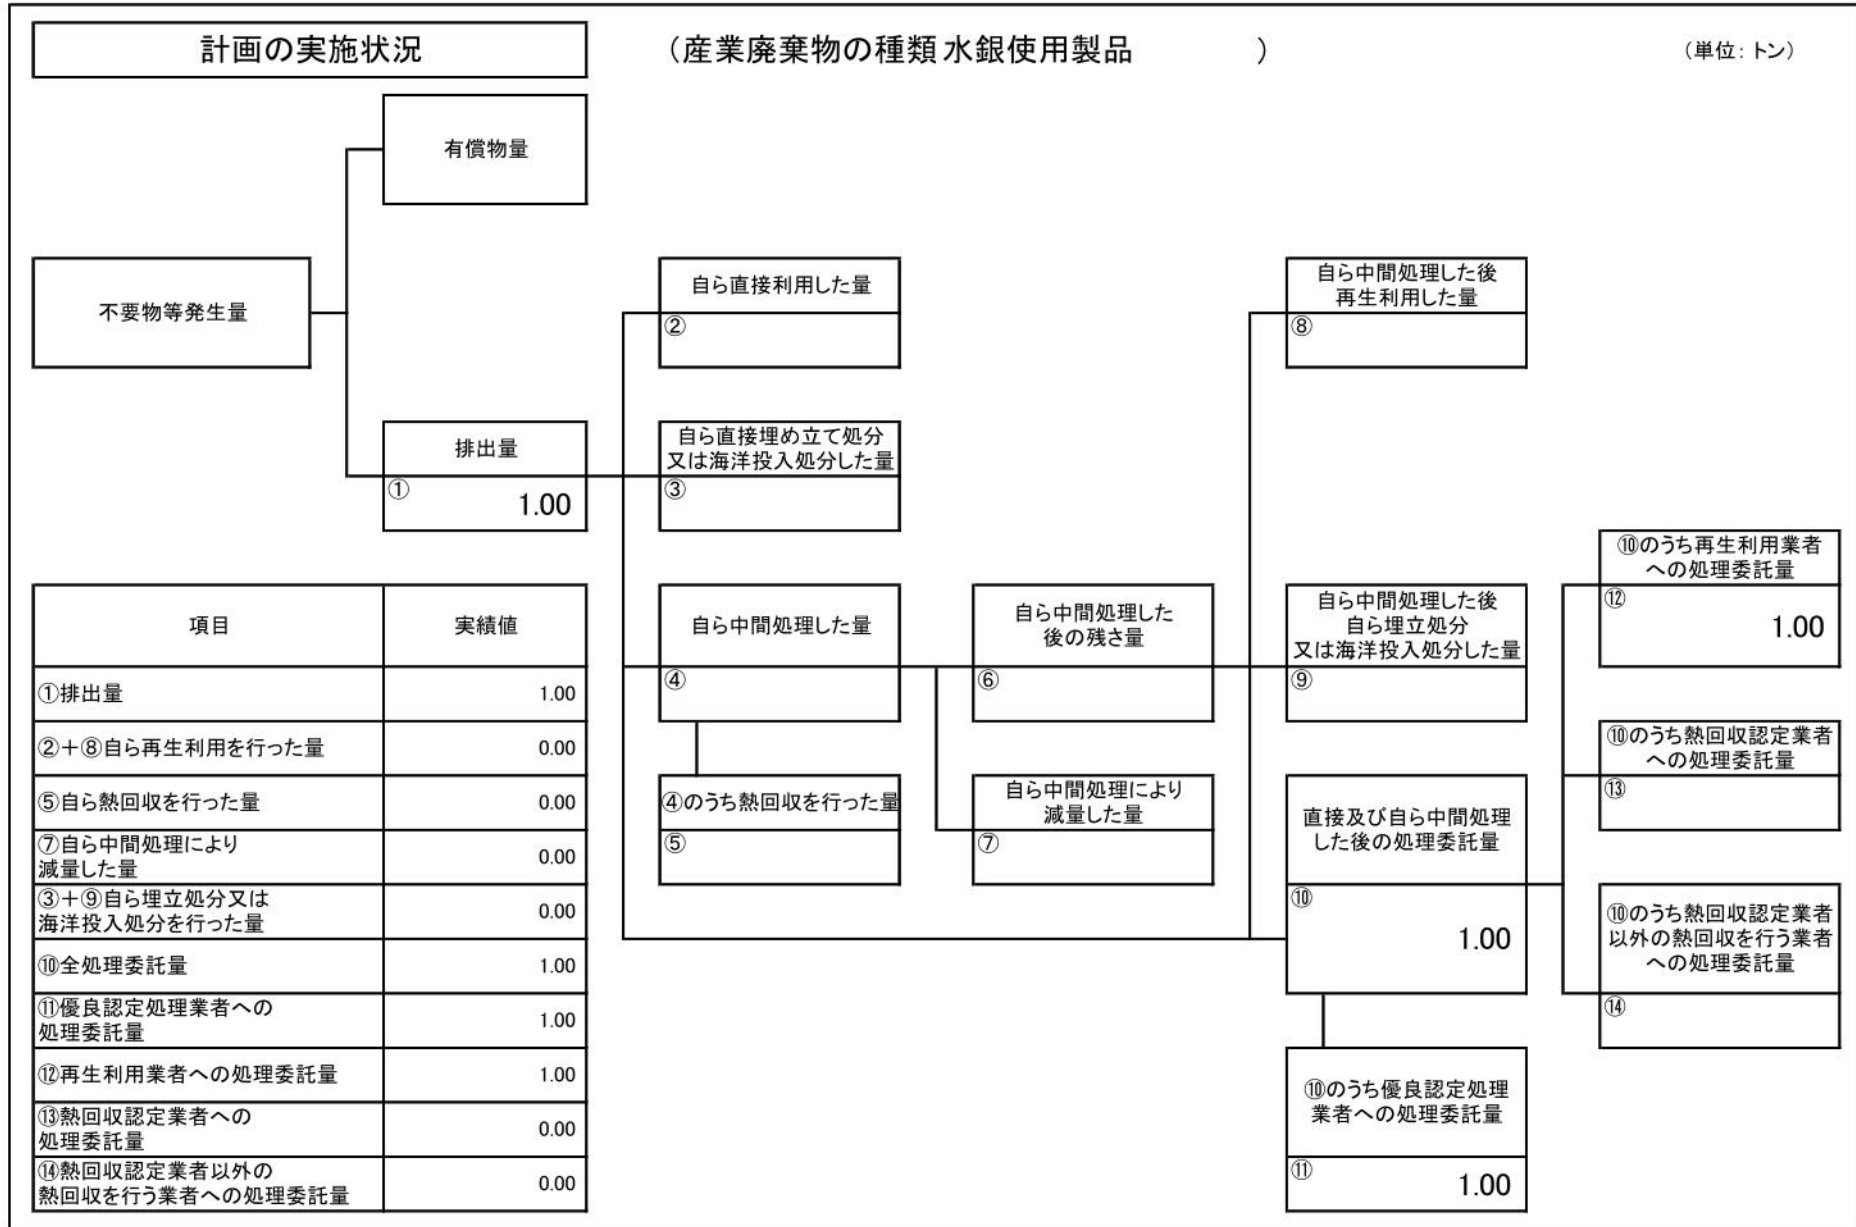 計画の実施状況
（産業廃棄物の種類 水銀使用製品　　　　）
（単位：トン）
有償物量
不要物等発生量
自ら直接利用した量
②
自ら中間処理した後
再生利用した量
⑧
排出量
①
1.00
自ら直接埋め立て処分
又は海洋投入処分した量
③
⑩のうち再生利用業者
への処理委託量
⑫
1.00
自ら中間処理した量
④
自ら中間処理した
後の残さ量
⑥
自ら中間処理した後
自ら埋立処分
又は海洋投入処分した量
⑨
⑩のうち熱回収認定業者
への処理委託量
⑬
④のうち熱回収を行った量
⑤
自ら中間処理により
減量した量
⑦
直接及び自ら中間処理
した後の処理委託量
⑩
1.00
⑩のうち熱回収認定業者
以外の熱回収を行う業者
への処理委託量
⑭
⑩のうち優良認定処理
業者への処理委託量
⑪
1.00
項目 実績値
①排出量 1.00
②＋⑧自ら再生利用を行った量 0.00
⑤自ら熱回収を行った量 0.00
⑦自ら中間処理により
減量した量 0.00
③＋⑨自ら埋立処分又は
海洋投入処分を行った量 0.00
⑩全処理委託量 1.00
⑪優良認定処理業者への
処理委託量 1.00
⑫再生利用業者への処理委託量 1.00
⑬熱回収認定業者への
処理委託量 0.00
⑭熱回収認定業者以外の
熱回収を行う業者への処理委託量 0.00